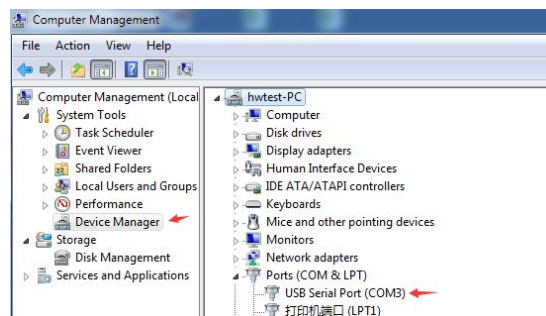 Computer Management
File Action View Help
Computer Management (Local
System Tools
Task Scheduler
Event Viewer
Shared Folders
Local Users and Groups
Performance
Device Manager
Storage
Disk Management
Services and Applications
hwtest-PC
Computer
Disk drives
Display adapters
Human Interface Devices
IDE ATA/ATAPI controllers
Keyboards
Mice and other pointing devices
Monitors
Network adapters
Ports (COM & LPT)
USB Serial Port (COM3)
打印机端口 (LPT1)